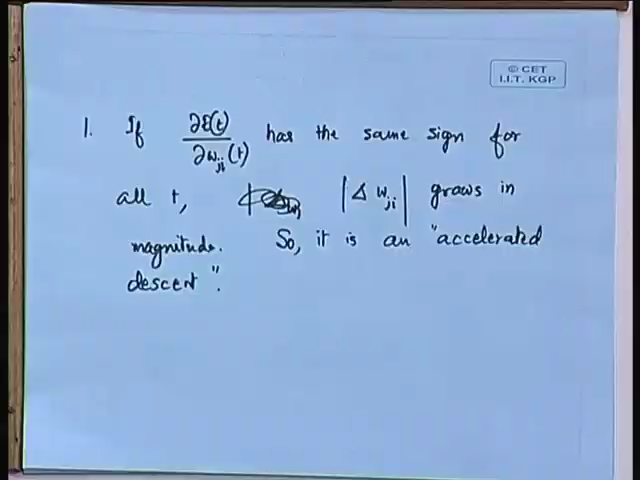 © CET
I.I.T. KGP
1. If ∂ε(t)/∂w_ji(t) has the same sign for
all t, |Δ w_ji| grows in
magnitude. So, it is an "accelerated
descent".